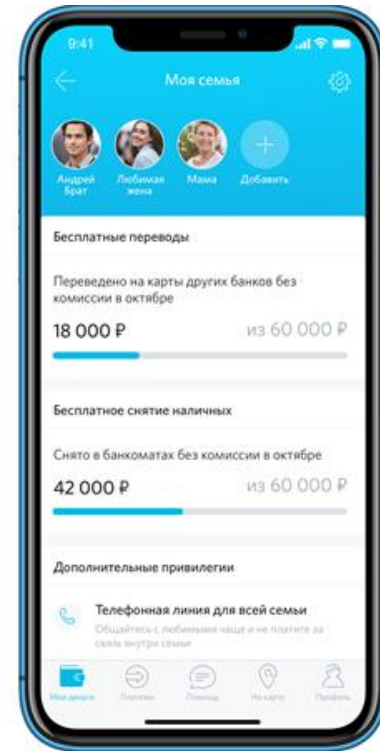 9:41
Моя семья
Андрей
Брат
Любимая
жена
Мама
Добавить
Бесплатные переводы
Переведено на карты других банков без
комиссии в октябре
18 000 ₽
из 60 000 ₽
Бесплатное снятие наличных
Снято в банкоматах без комиссии в октябре
42 000 ₽
из 60 000 ₽
Дополнительные привилегии
Телефонная линия для всей семьи
Общайтесь с любимыми чаще и не платите за
связь внутри семьи
Мои деньги
Платежи
Помощь
На карте
Профиль